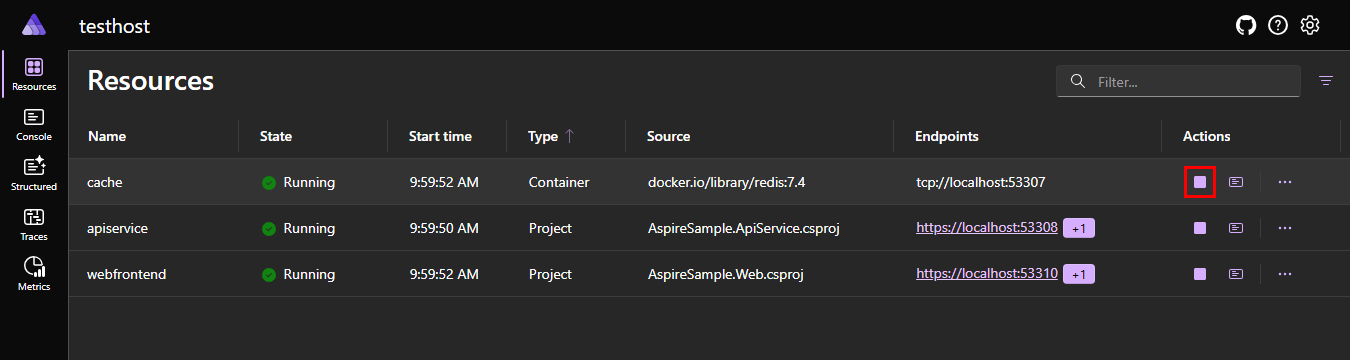 testhost
Resources
Console
Structured
Traces
Metrics
Resources
Filter...
Name State Start time Type Source Endpoints Actions
cache Running 9:59:52 AM Container docker.io/library/redis:7.4 tcp://localhost:53307
apiservice Running 9:59:50 AM Project AspireSample.ApiService.csproj https://localhost:53308 +1
webfrontend Running 9:59:52 AM Project AspireSample.Web.csproj https://localhost:53310 +1